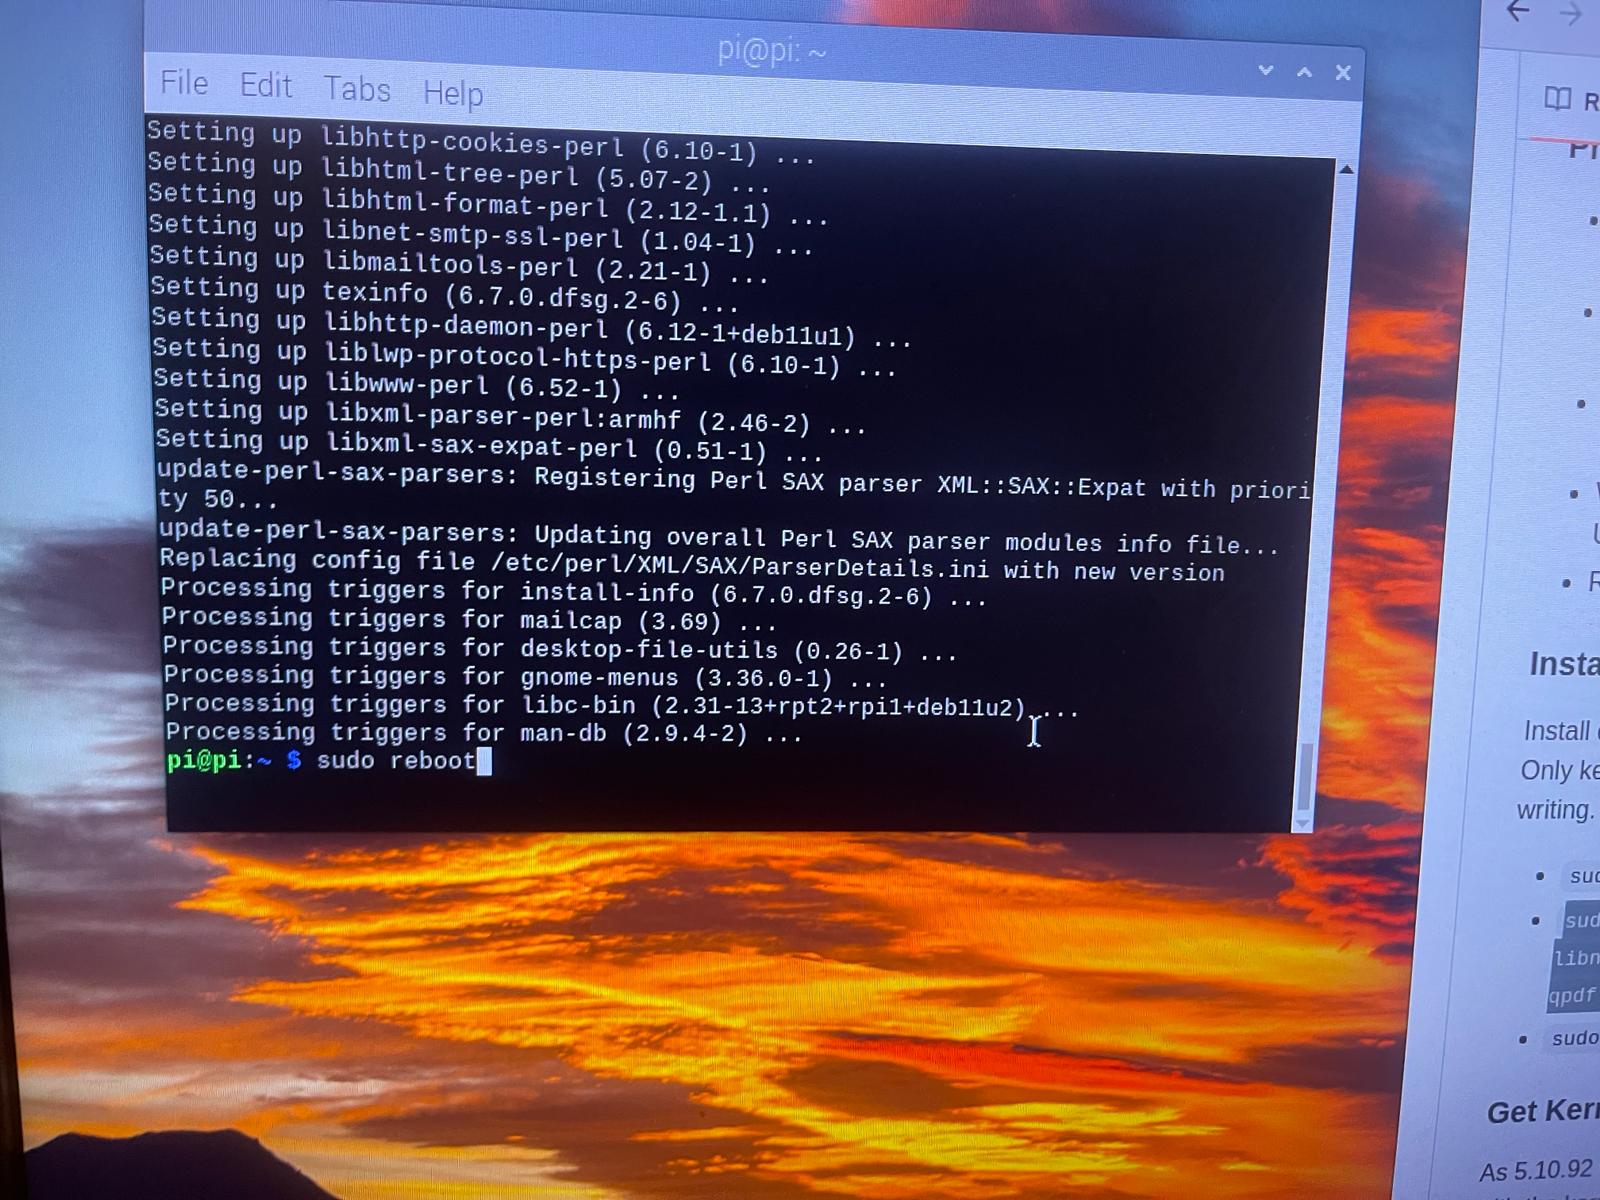 pi@pi: ~
File Edit Tabs Help
Setting up libhttp-cookies-perl (6.10-1) ...
Setting up libhtml-tree-perl (5.07-2) ...
Setting up libhtml-format-perl (2.12-1.1) ...
Setting up libnet-smtp-ssl-perl (1.04-1) ...
Setting up libmailtools-perl (2.21-1) ...
Setting up texinfo (6.7.0.dfsg.2-6) ...
Setting up libhttp-daemon-perl (6.12-1+deb11u1) ...
Setting up liblwp-protocol-https-perl (6.10-1) ...
Setting up libwww-perl (6.52-1) ...
Setting up libxml-parser-perl:armhf (2.46-2) ...
Setting up libxml-sax-expat-perl (0.51-1) ...
update-perl-sax-parsers: Registering Perl SAX parser XML::SAX::Expat with priori
ty 50...
update-perl-sax-parsers: Updating overall Perl SAX parser modules info file...
Replacing config file /etc/perl/XML/SAX/ParserDetails.ini with new version
Processing triggers for install-info (6.7.0.dfsg.2-6) ...
Processing triggers for mailcap (3.69) ...
Processing triggers for desktop-file-utils (0.26-1) ...
Processing triggers for gnome-menus (3.36.0-1) ...
Processing triggers for libc-bin (2.31-13+rpt2+rpi1+deb11u2) ...
Processing triggers for man-db (2.9.4-2) ...
pi@pi:~ $ sudo reboot
R
Insta
Install
Only ke
writing.
sud
libn
qpdf
sudo
Get Ker
As 5.10.92